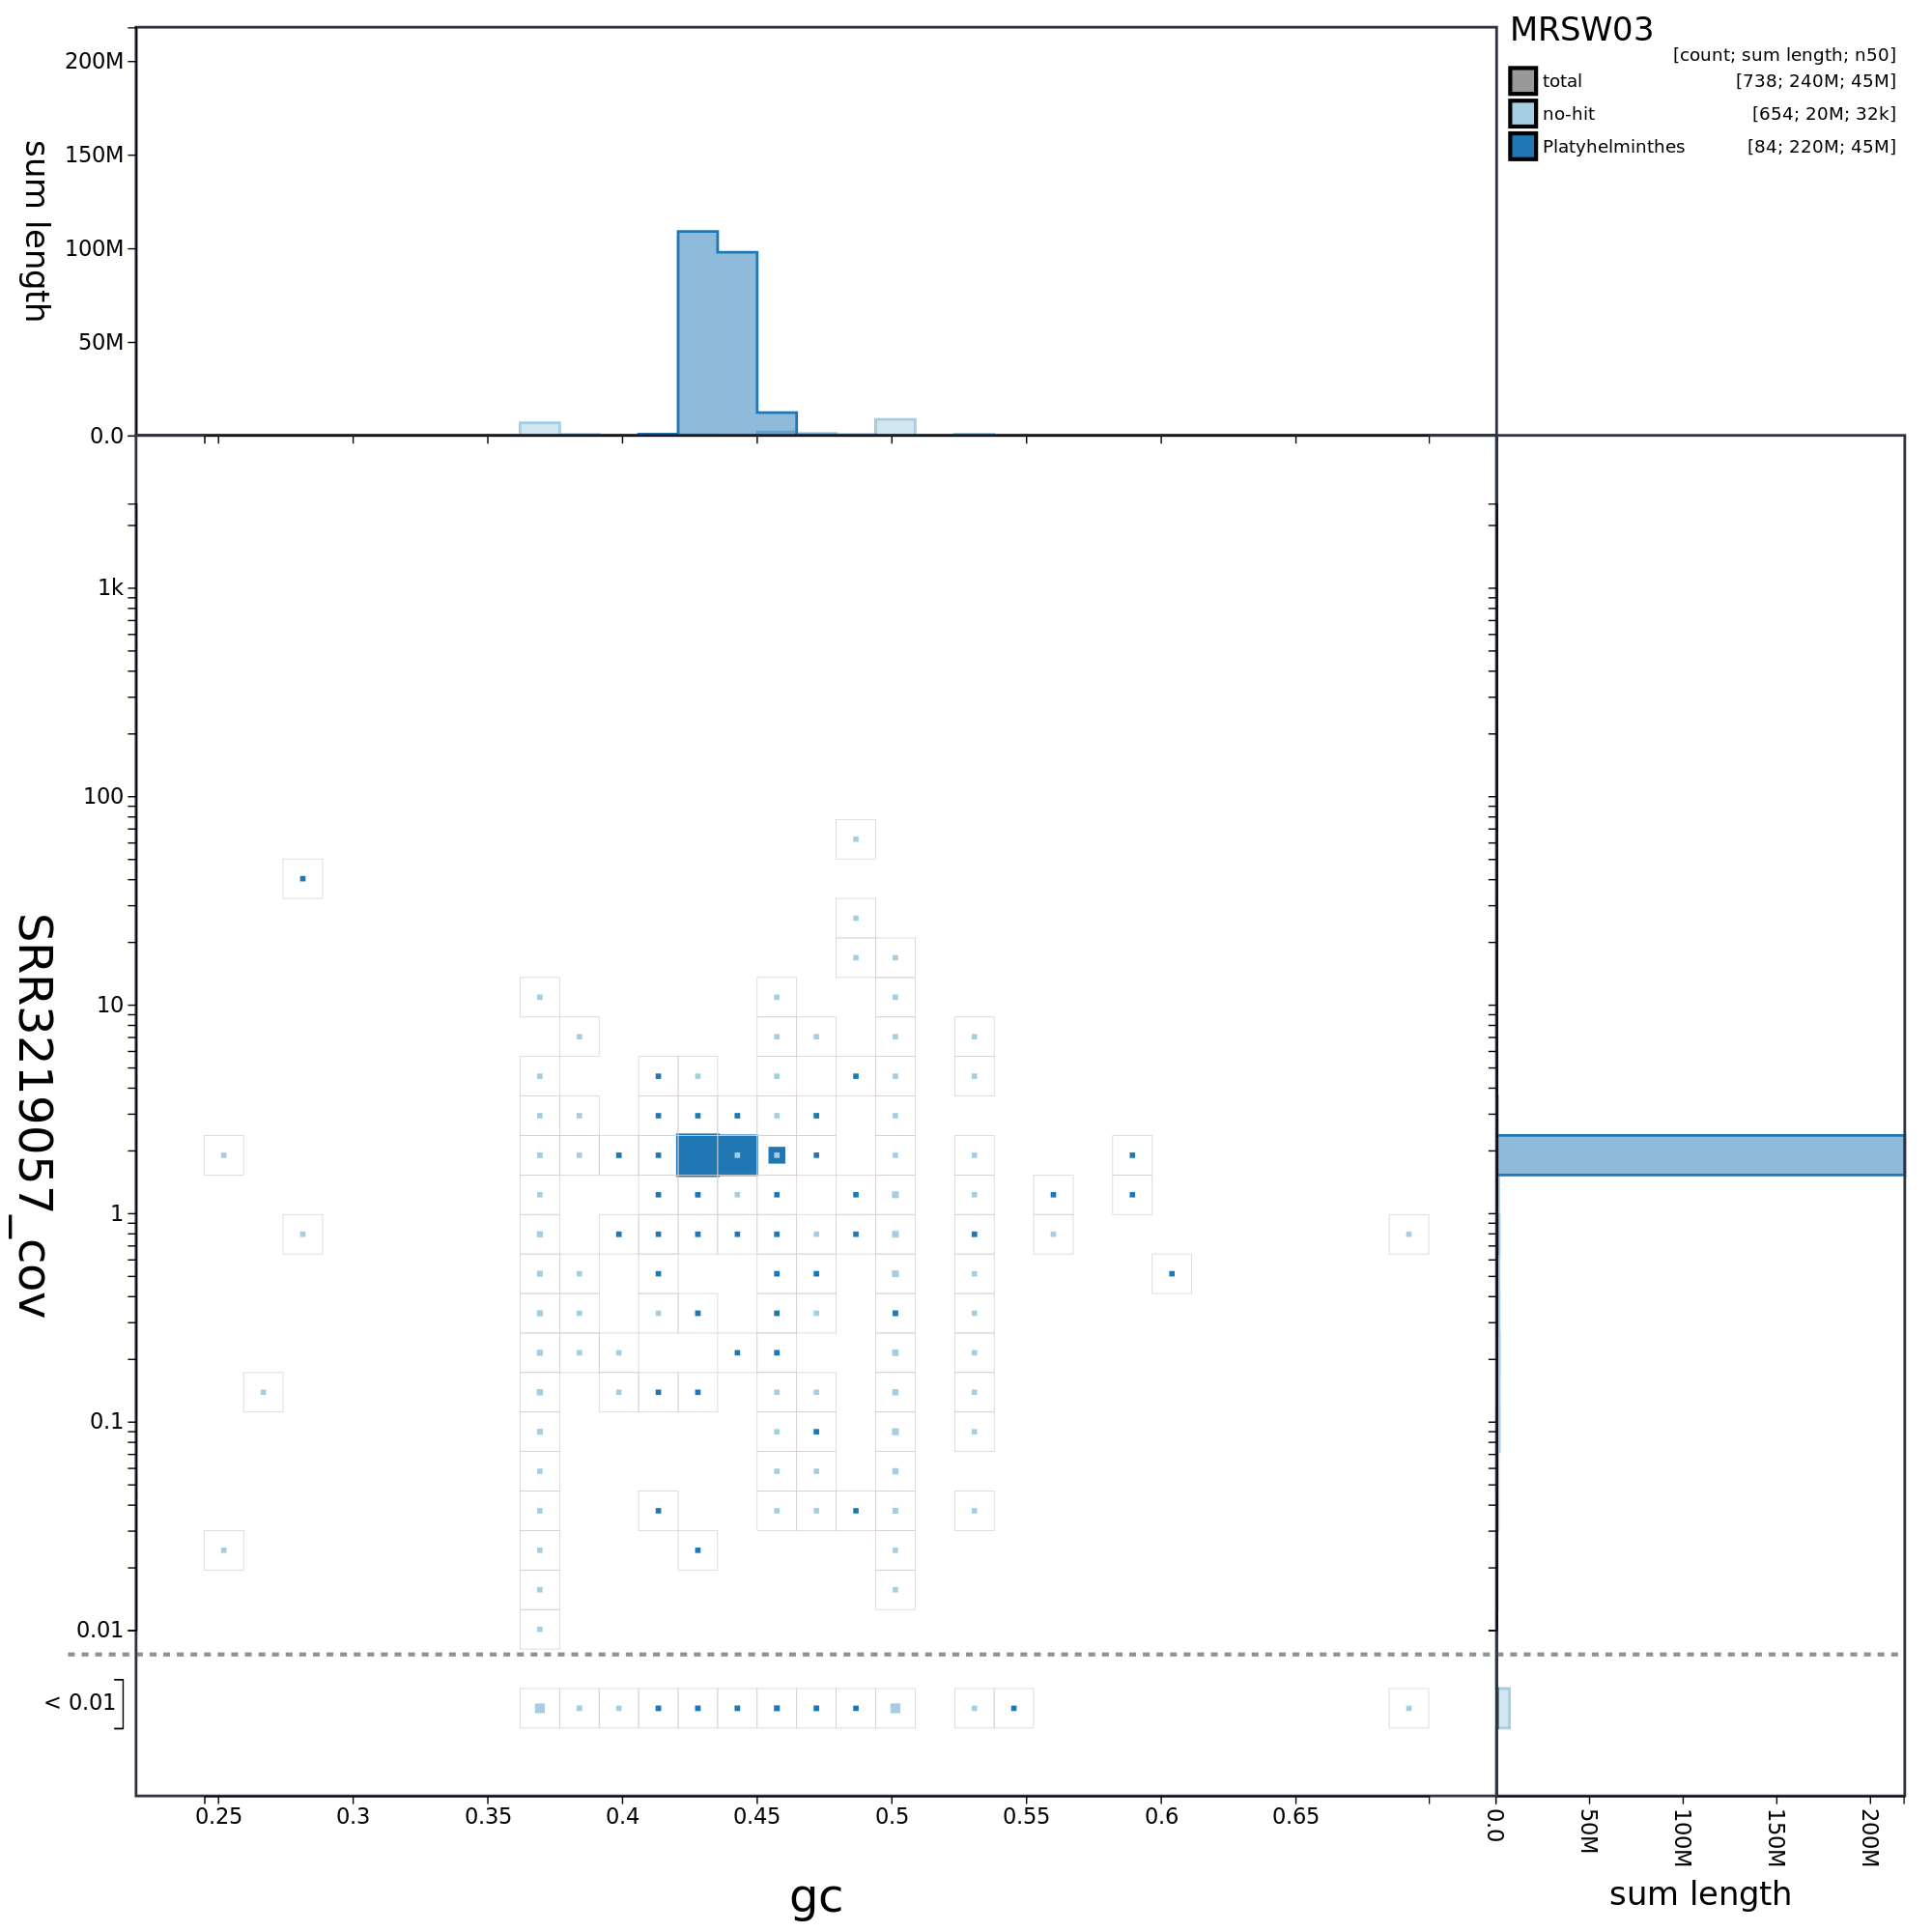 MRSW03
[count; sum length; n50]
total [738; 240M; 45M]
no-hit [654; 20M; 32k]
Platyhelminthes [84; 220M; 45M]
sum length
200M
150M
100M
50M
0.0
SRR3219057_cov
1k
100
10
1
0.1
0.01
< 0.01
0.25 0.3 0.35 0.4 0.45 0.5 0.55 0.6 0.65
gc
0.0 50M 100M 150M 200M
sum length